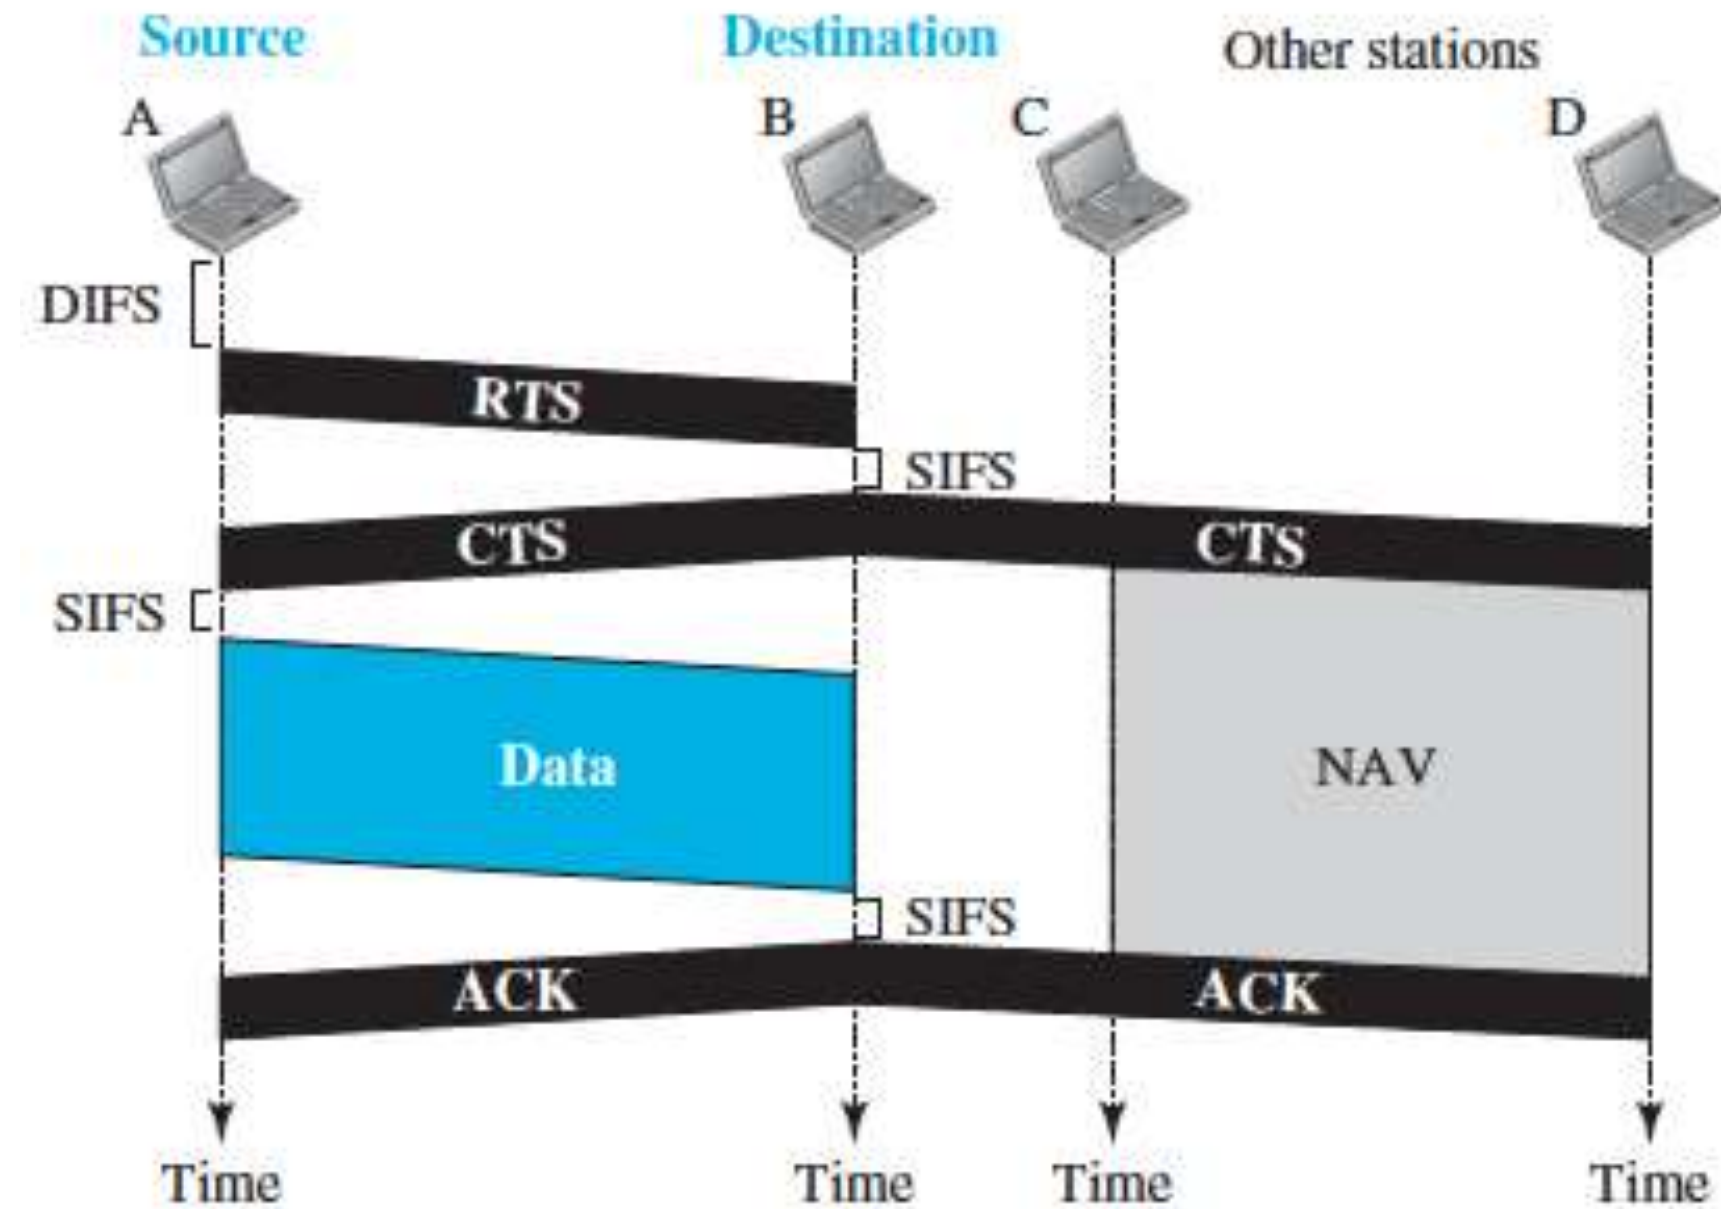 Source Destination Other stations
A B C D
DIFS
RTS
SIFS
CTS CTS
SIFS
Data NAV
SIFS
ACK ACK
Time Time Time Time